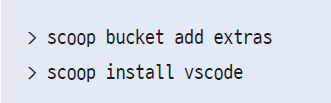 > scoop bucket add extras
> scoop install vscode